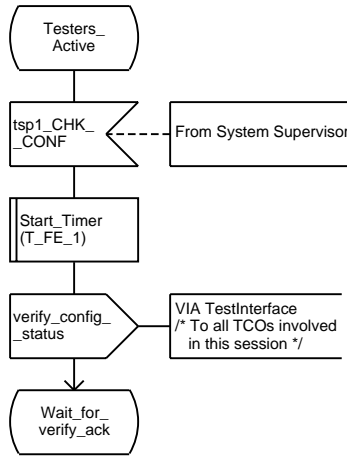 Testers_
Active
tsp1_CHK_
_CONF
From System Supervisor
Start_Timer
(T_FE_1)
verify_config_
_status
VIA TestInterface
/* To all TCOs involved
in this session */
Wait_for_
verify_ack